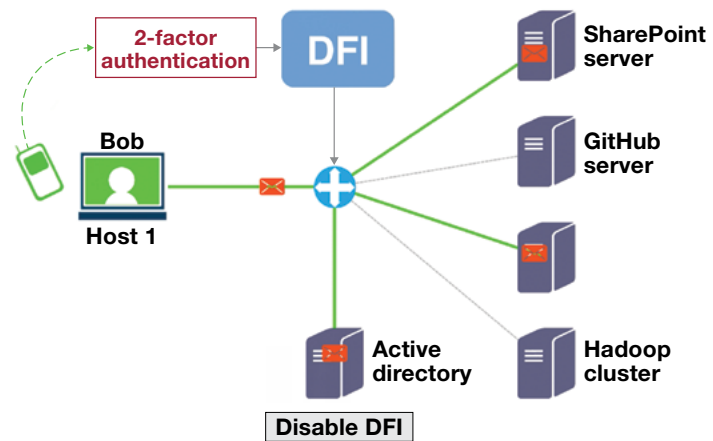 2-factor
authentication
DFI
SharePoint
server
Bob
GitHub
server
Host 1
Active
directory
Hadoop
cluster
Disable DFI